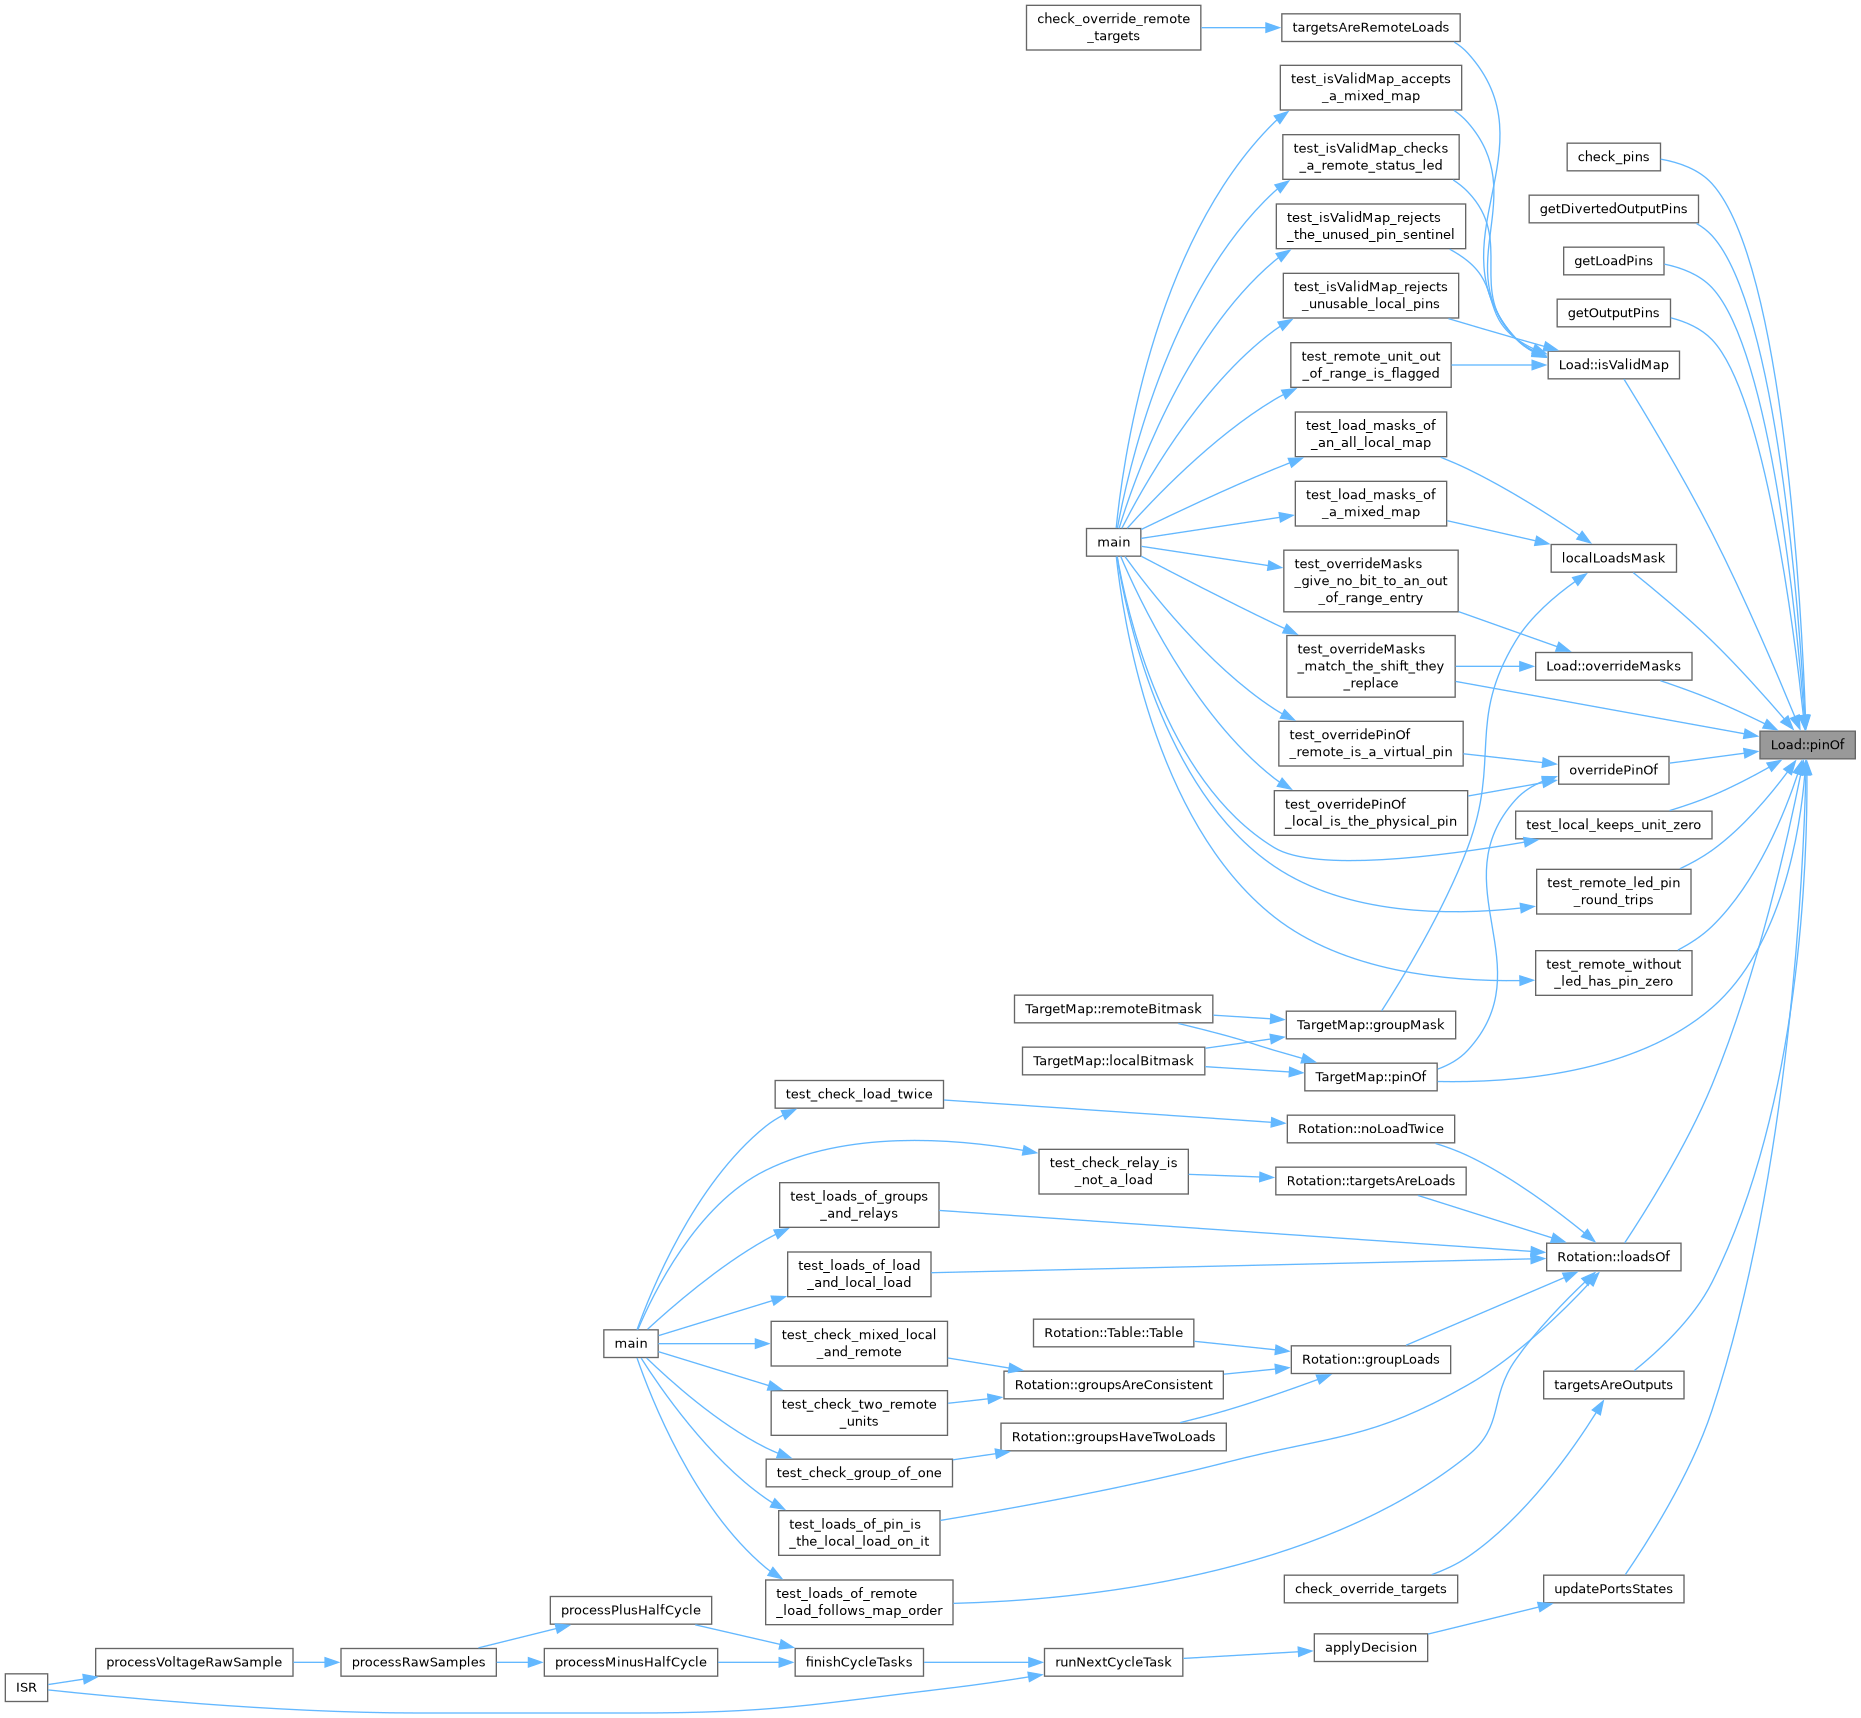 check_override_remote
_targets
targetsAreRemoteLoads
test_isValidMap_accepts
_a_mixed_map
test_isValidMap_checks
_a_remote_status_led
check_pins
test_isValidMap_rejects
_the_unused_pin_sentinel
getDivertedOutputPins
getLoadPins
test_isValidMap_rejects
_unusable_local_pins
getOutputPins
test_remote_unit_out
_of_range_is_flagged
Load::isValidMap
test_load_masks_of
_an_all_local_map
test_load_masks_of
_a_mixed_map
main
localLoadsMask
test_overrideMasks
_give_no_bit_to_an_out
_of_range_entry
test_overrideMasks
_match_the_shift_they
_replace
Load::overrideMasks
test_overridePinOf
_remote_is_a_virtual_pin
Load::pinOf
overridePinOf
test_overridePinOf
_local_is_the_physical_pin
test_local_keeps_unit_zero
test_remote_led_pin
_round_trips
test_remote_without
_led_has_pin_zero
TargetMap::remoteBitmask
TargetMap::groupMask
TargetMap::localBitmask
TargetMap::pinOf
test_check_load_twice
Rotation::noLoadTwice
test_check_relay_is
_not_a_load
Rotation::targetsAreLoads
test_loads_of_groups
_and_relays
Rotation::loadsOf
test_loads_of_load
_and_local_load
main
test_check_mixed_local
_and_remote
Rotation::Table::Table
Rotation::groupLoads
Rotation::groupsAreConsistent
targetsAreOutputs
test_check_two_remote
_units
Rotation::groupsHaveTwoLoads
test_check_group_of_one
test_loads_of_pin_is
_the_local_load_on_it
test_loads_of_remote
_load_follows_map_order
check_override_targets
updatePortsStates
processPlusHalfCycle
applyDecision
processVoltageRawSample
processRawSamples
processMinusHalfCycle
finishCycleTasks
runNextCycleTask
ISR